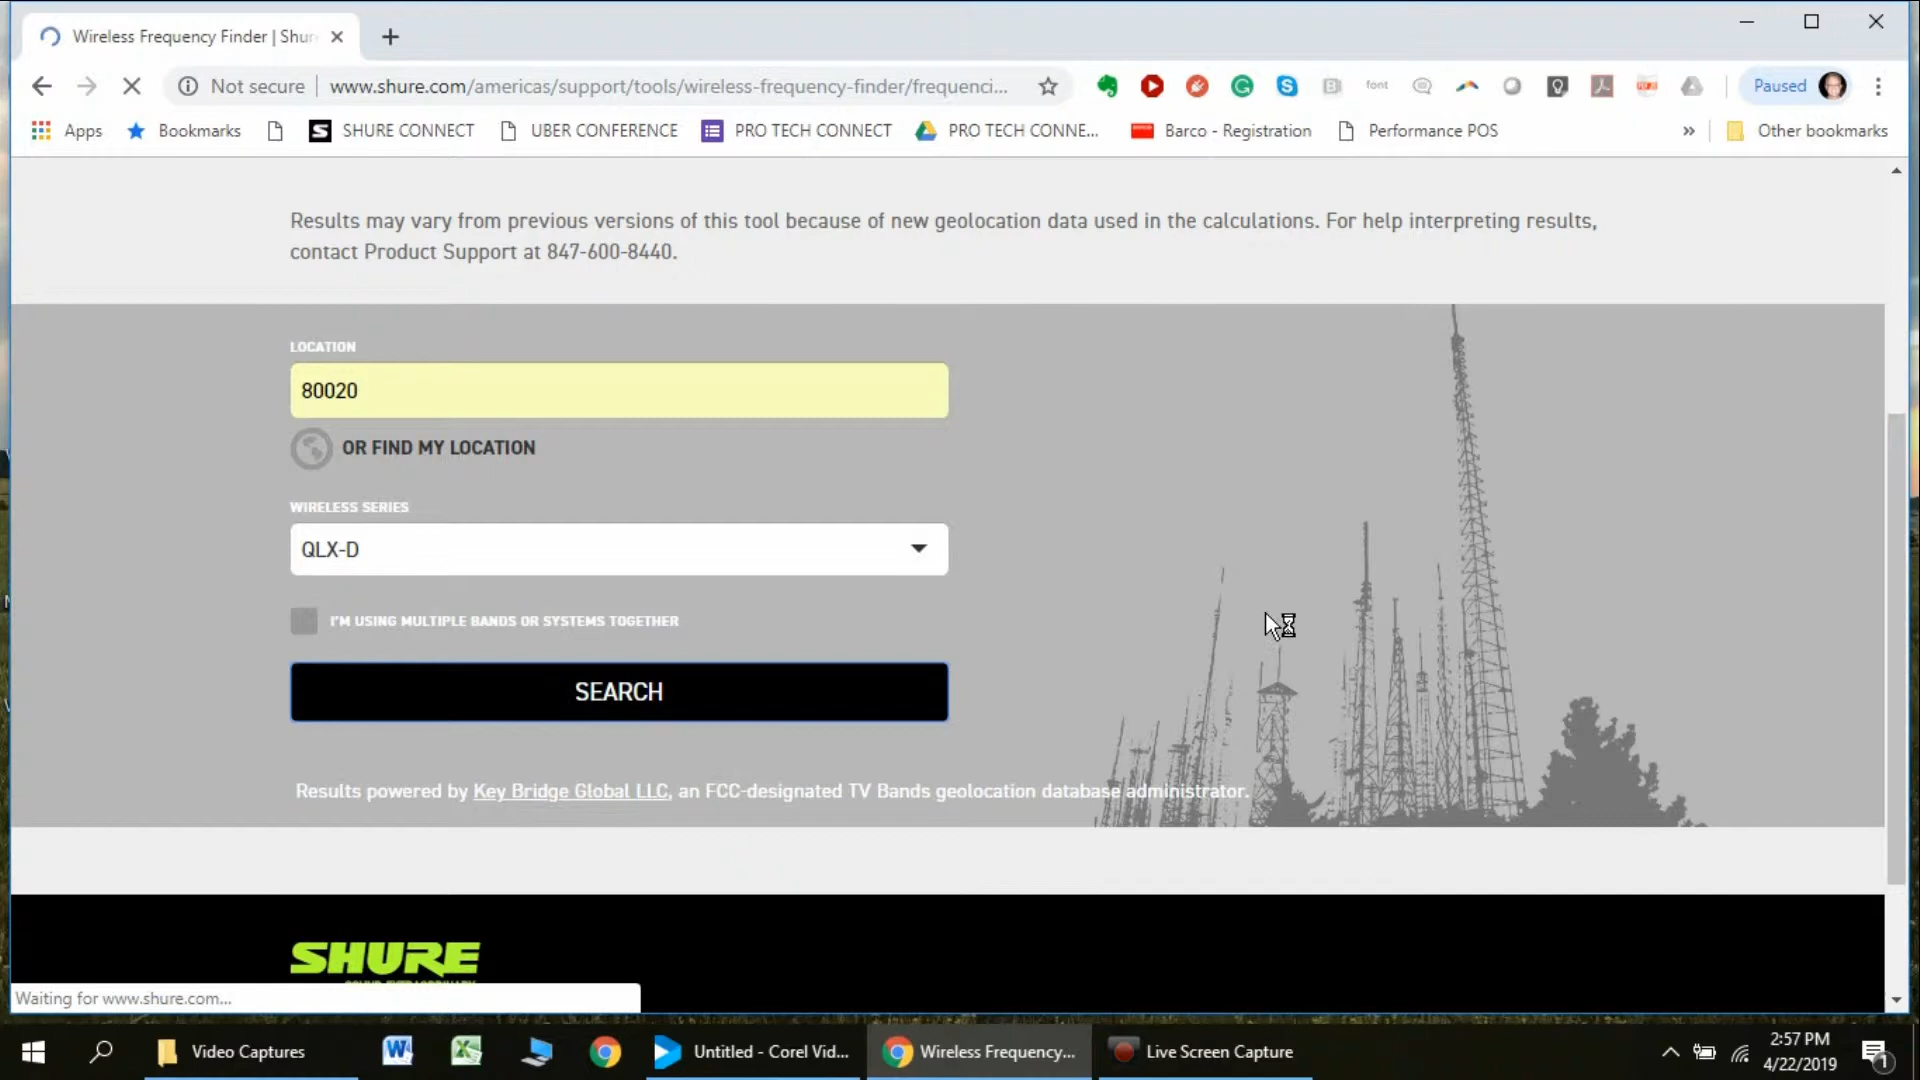 Wireless Frequency Finder | Shur
Not secure | www.shure.com/americas/support/tools/wireless-frequency-finder/frequenci...
font
Paused
Apps Bookmarks SHURE CONNECT UBER CONFERENCE PRO TECH CONNECT PRO TECH CONNE... Barco - Registration Performance POS » Other bookmarks
Results may vary from previous versions of this tool because of new geolocation data used in the calculations. For help interpreting results,
contact Product Support at 847-600-8440.
LOCATION
80020
OR FIND MY LOCATION
WIRELESS SERIES
QLX-D
I'M USING MULTIPLE BANDS OR SYSTEMS TOGETHER
SEARCH
Results powered by Key Bridge Global LLC, an FCC-designated TV Bands geolocation database administrator.
SHURE
Waiting for www.shure.com...
Video Captures Untitled - Corel Vid... Wireless Frequency... Live Screen Capture
2:57 PM
4/22/2019
1